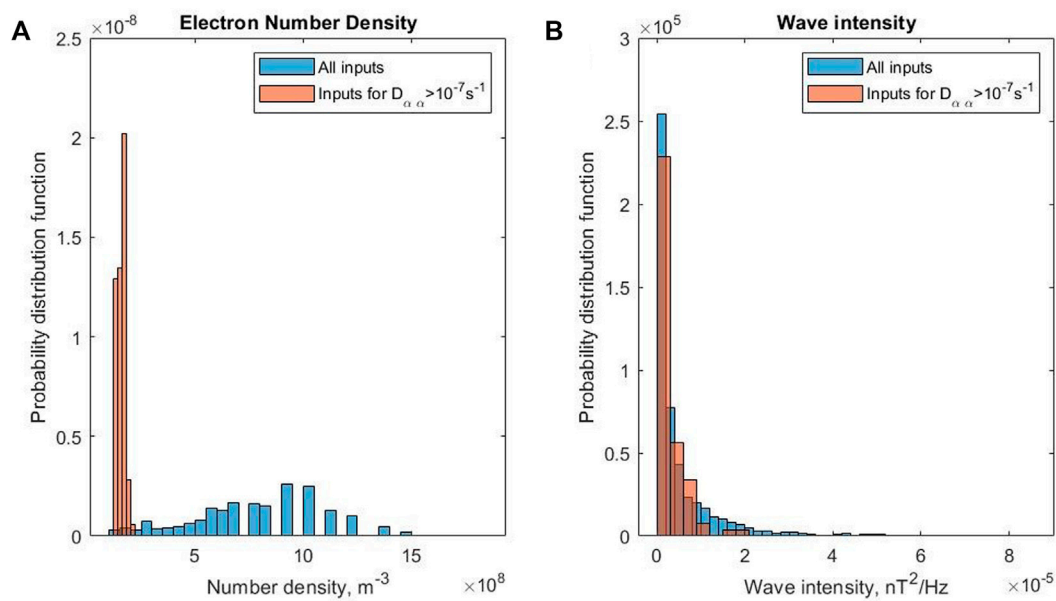 A
Electron Number Density
×10⁻⁸
2.5
2
1.5
1
0.5
0
All inputs
Inputs for D_α α>10⁻⁷s⁻¹
Probability distribution function
5 10 15
×10⁸
Number density, m⁻³
B
Wave intensity
×10⁵
3
2.5
2
1.5
1
0.5
0
All inputs
Inputs for D_α α>10⁻⁷s⁻¹
Probability distribution function
0 2 4 6 8
×10⁻⁵
Wave intensity, nT²/Hz